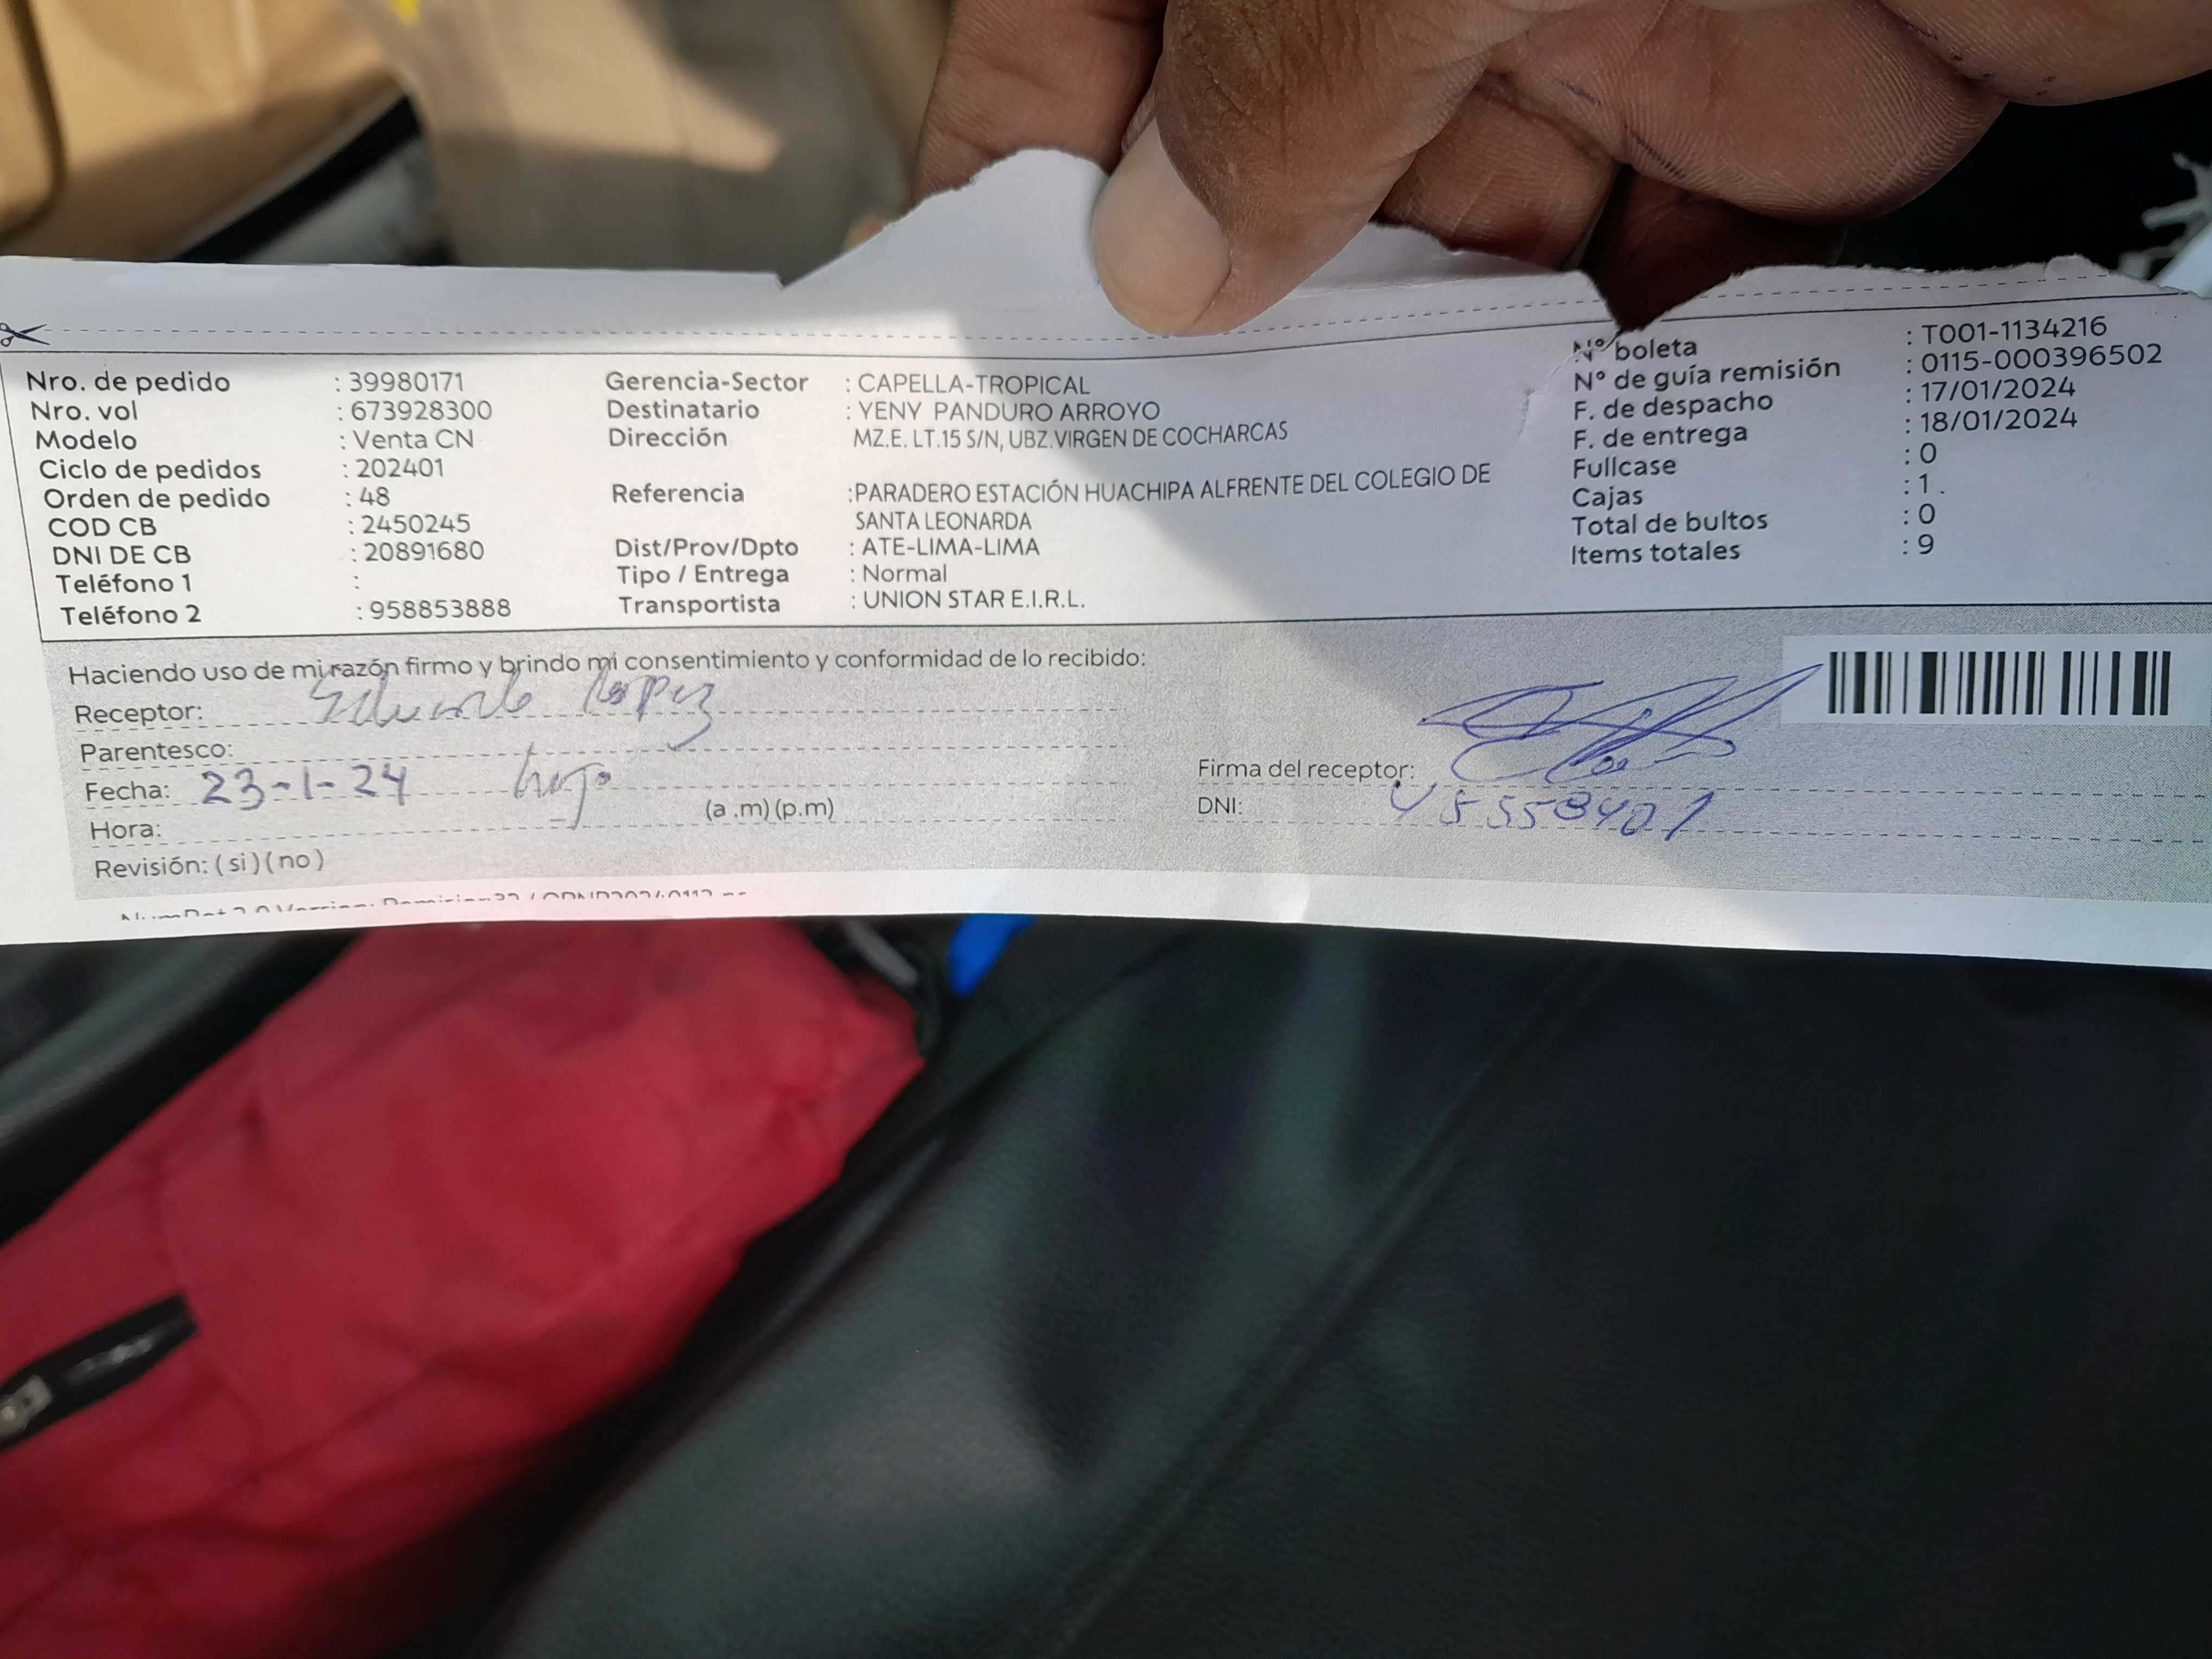 Nro. de pedido : 39980171
Nro. vol : 673928300
Modelo : Venta CN
Ciclo de pedidos : 202401
Orden de pedido : 48
COD CB : 2450245
DNI DE CB : 20891680
Teléfono 1 :
Teléfono 2 : 958853888
Gerencia-Sector : CAPELLA-TROPICAL
Destinatario : YENY PANDURO ARROYO
Dirección MZ.E. LT.15 S/N, UBZ.VIRGEN DE COCHARCAS
Referencia :PARADERO ESTACIÓN HUACHIPA ALFRENTE DEL COLEGIO DE
SANTA LEONARDA
Dist/Prov/Dpto : ATE-LIMA-LIMA
Tipo / Entrega : Normal
Transportista : UNION STAR E.I.R.L.
N° boleta : T001-1134216
N° de guía remisión : 0115-000396502
F. de despacho : 17/01/2024
F. de entrega : 18/01/2024
Fullcase : 0
Cajas : 1.
Total de bultos : 0
Items totales : 9
Haciendo uso de mi razón firmo y brindo mi consentimiento y conformidad de lo recibido:
Receptor: Eduardo Lopez
Parentesco:
Fecha: 23-1-24 hijo
Hora: (a .m) (p.m)
Revisión: ( si ) ( no )
Firma del receptor:
DNI: 45558401